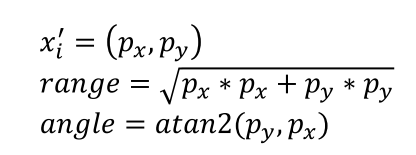 x'_i = (p_x, p_y)
range = √(p_x * p_x + p_y * p_y)
angle = atan2(p_y, p_x)